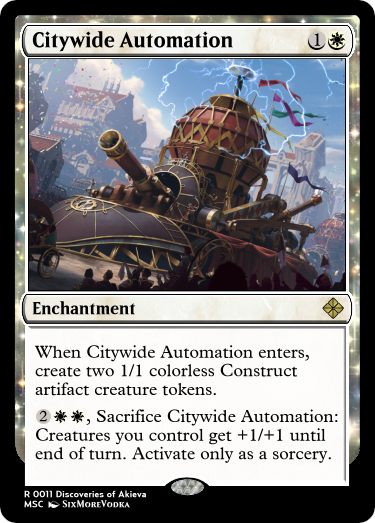 Citywide Automation 1
Enchantment
When Citywide Automation enters,
create two 1/1 colorless Construct
artifact creature tokens.
2, Sacrifice Citywide Automation:
Creatures you control get +1/+1 until
end of turn. Activate only as a sorcery.
R 0011 Discoveries of Akieva
MSC SixMoreVodka